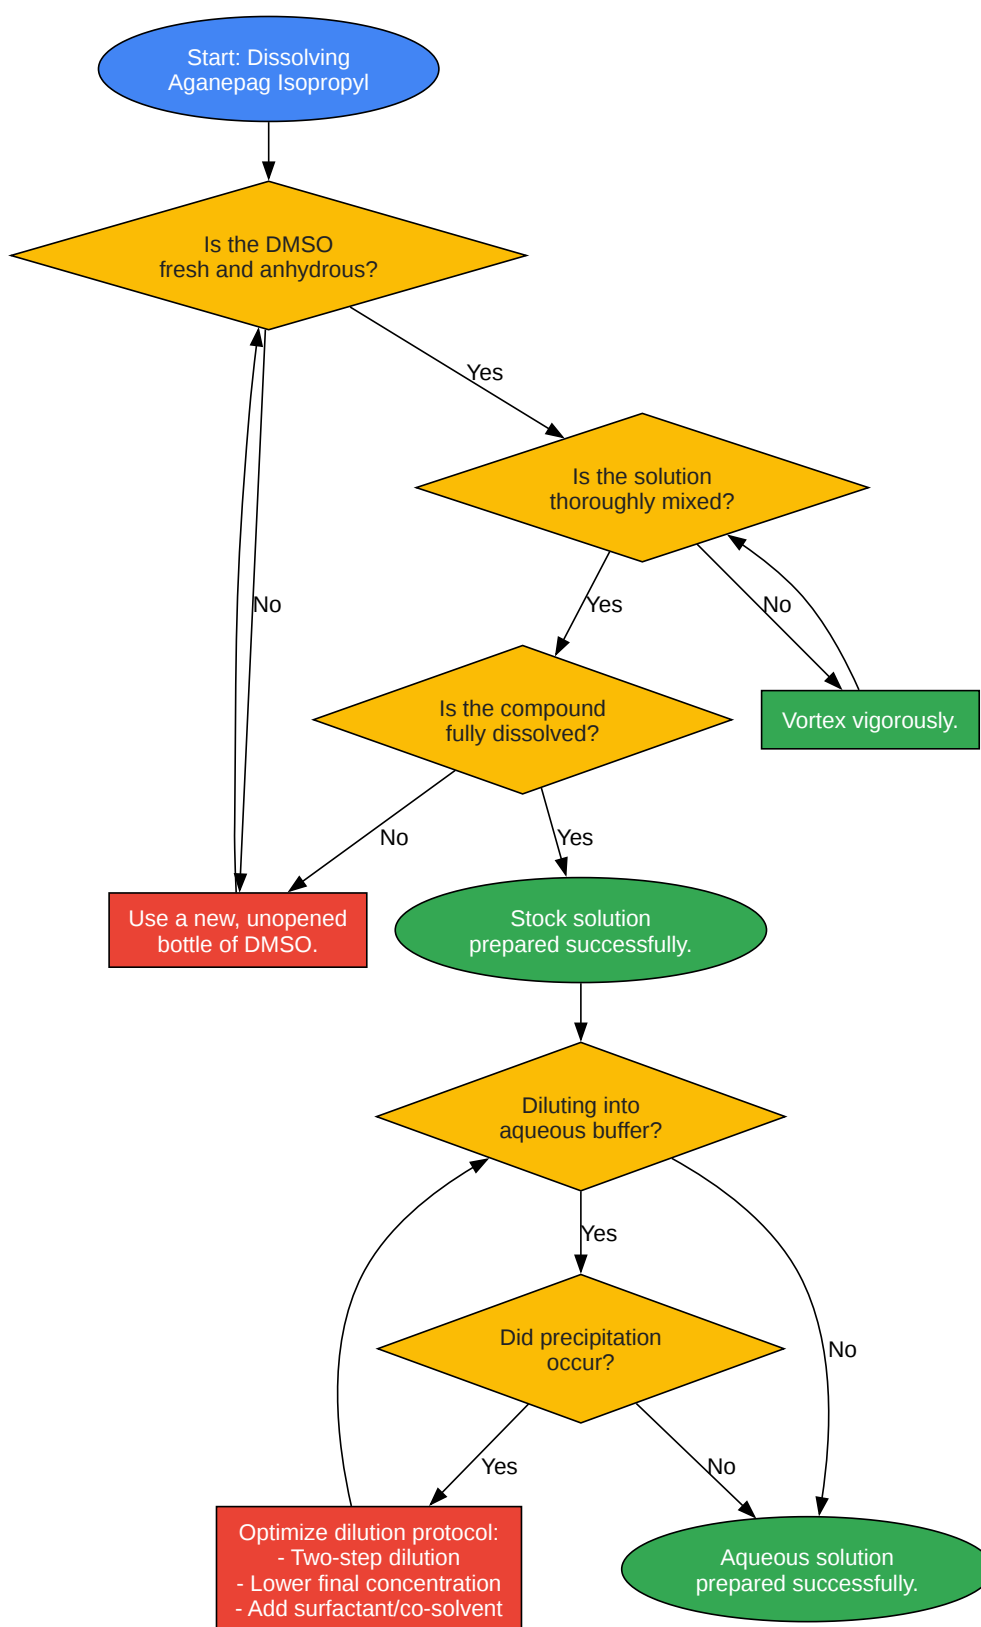 Start: Dissolving
Aganepag Isopropyl
Is the DMSO
fresh and anhydrous?
Yes
Is the solution
thoroughly mixed?
No
Yes
No
Is the compound
fully dissolved?
Vortex vigorously.
No
Yes
Use a new, unopened
bottle of DMSO.
Stock solution
prepared successfully.
Diluting into
aqueous buffer?
Yes
Did precipitation
occur?
No
Yes
No
Optimize dilution protocol:
- Two-step dilution
- Lower final concentration
- Add surfactant/co-solvent
Aqueous solution
prepared successfully.